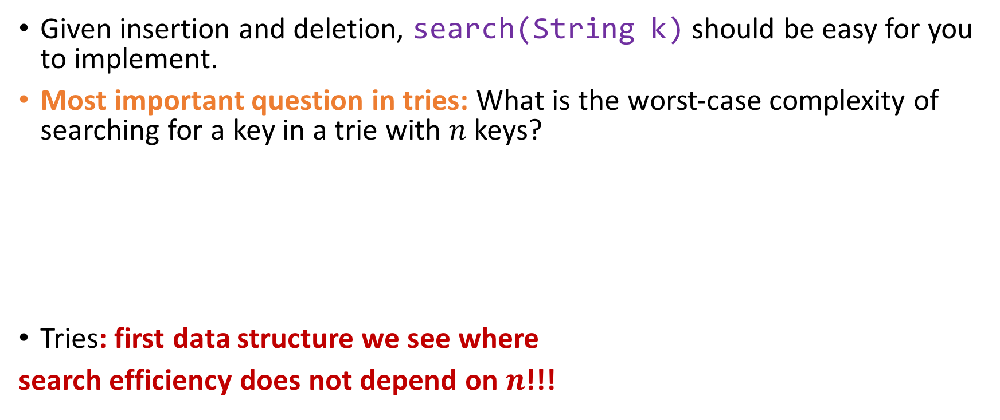 • Given insertion and deletion, search(String k) should be easy for you
to implement.
• Most important question in tries: What is the worst-case complexity of
searching for a key in a trie with n keys?
• Tries: first data structure we see where
search efficiency does not depend on n!!!